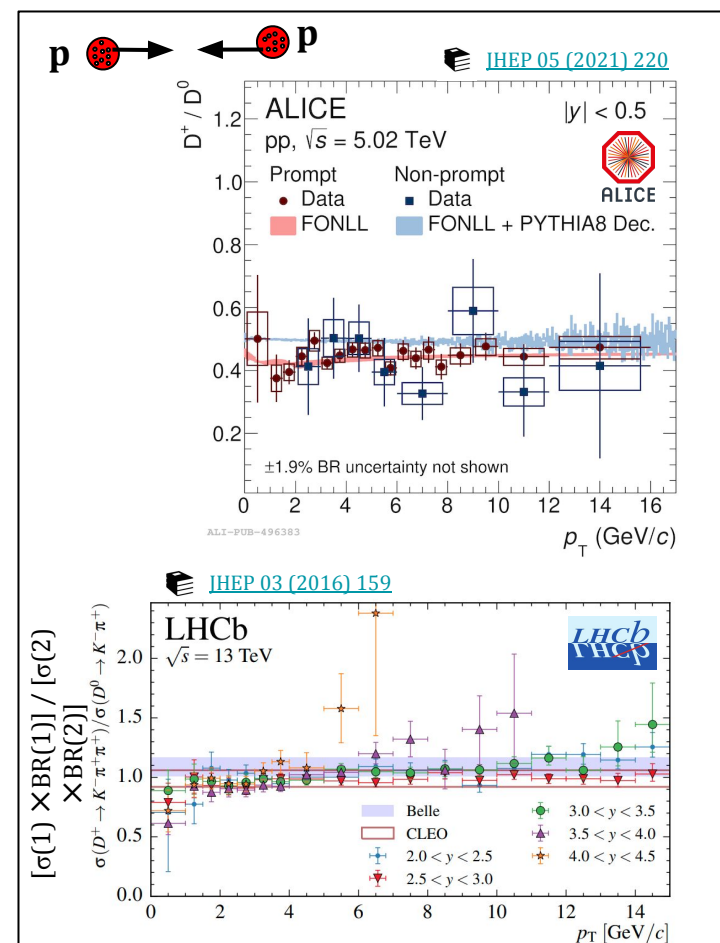 p p
JHEP 05 (2021) 220
D⁺ / D⁰
ALICE |y| < 0.5
pp, √s = 5.02 TeV
Prompt Non-prompt
Data Data
FONLL FONLL + PYTHIA8 Dec.
ALICE
1.2
1.0
0.8
0.6
0.4
0.2
±1.9% BR uncertainty not shown
0 2 4 6 8 10 12 14 16
ALI-PUB-496383
p_T (GeV/c)
JHEP 03 (2016) 159
[σ(1) ×BR(1)] / [σ(2)
×BR(2)]
σ(D⁺ → K⁻π⁺π⁺)/σ(D⁰ → K⁻π⁺)
LHCb
√s = 13 TeV
LHCb
LHCb
2.0
1.5
1.0
0.5
0.0
Belle
CLEO
2.0 < y < 2.5
2.5 < y < 3.0
3.0 < y < 3.5
3.5 < y < 4.0
4.0 < y < 4.5
0 2 4 6 8 10 12 14
p_T [GeV/c]